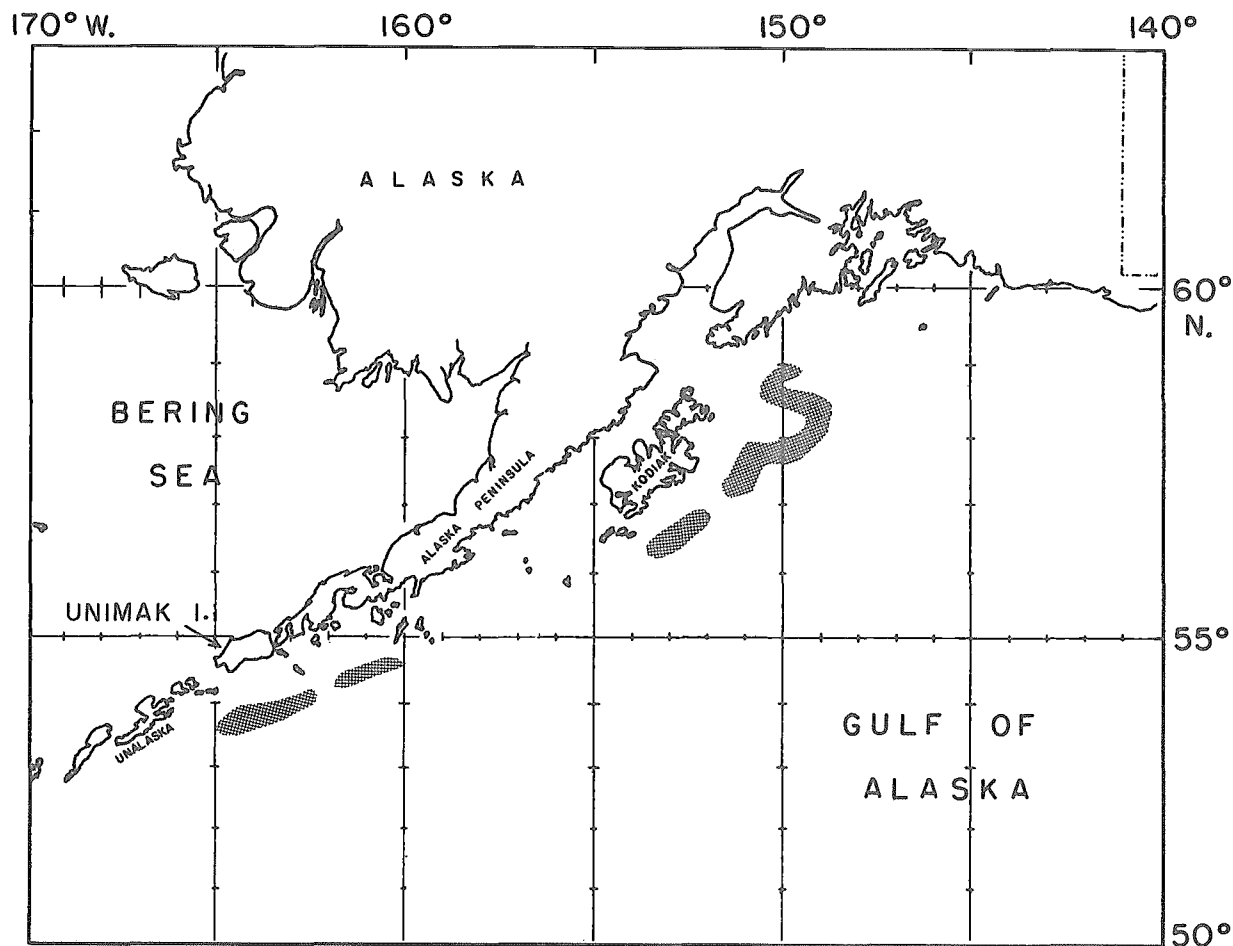 170° W. 160° 150° 140°
ALASKA
60°
N.
BERING
SEA
KODIAK
ALASKA PENINSULA
UNIMAK I.
55°
UNALASKA
GULF OF
ALASKA
50°